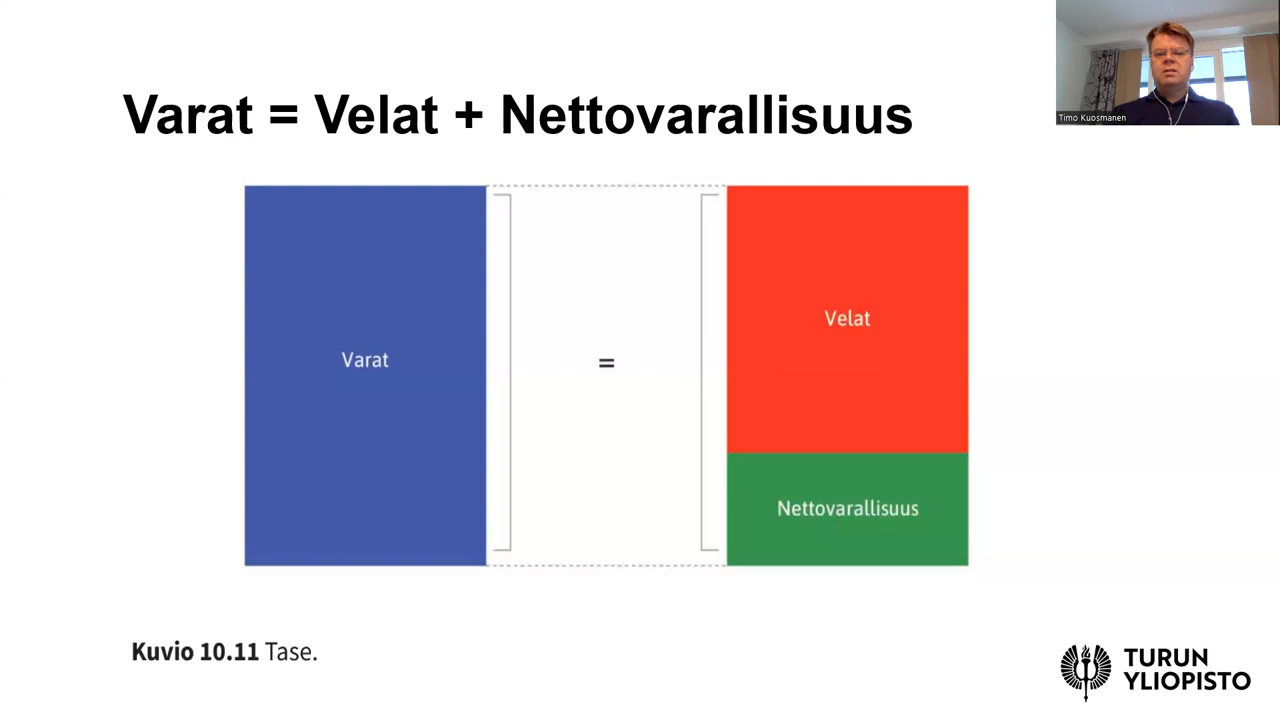 Varat = Velat + Nettovarallisuus
Timo Kuosmanen
Varat
=
Velat
Nettovarallisuus
Kuvio 10.11 Tase.
TURUN
YLIOPISTO